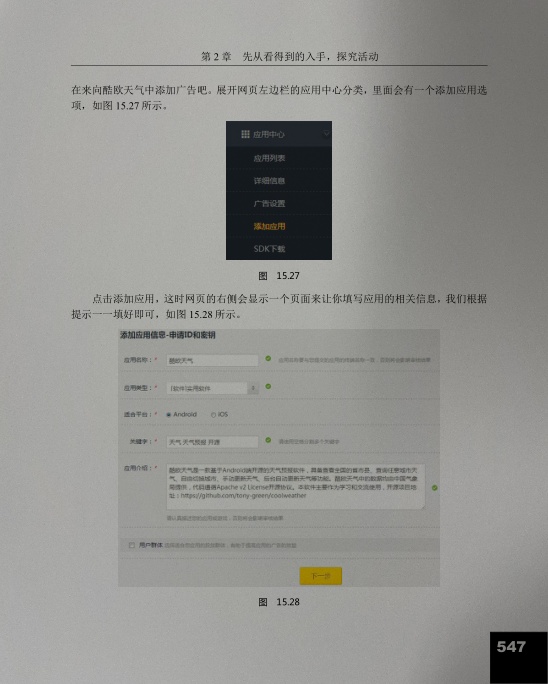 第 2 章 先从看得到的入手，探究活动
在来向酷欧天气中添加广告吧。展开网页左边栏的应用中心分类，里面会有一个添加应用选
项，如图 15.27 所示。
应用中心
应用列表
详细信息
广告设置
添加应用
SDK下载
图 15.27
点击添加应用，这时网页的右侧会显示一个页面来让你填写应用的相关信息，我们根据
提示一一填好即可，如图 15.28 所示。
添加应用信息-申请ID和密钥
应用名称：* 酷欧天气
应用类型：* [软件]实用软件
适合平台：* Android iOS
关键字：* 天气 天气预报 开源
应用介绍：* 酷欧天气是一款基于Android端开源的天气预报软件，具备查看全国的省市县、查询任意城市天
气、自由切换城市、手动更新天气、后台自动更新天气等功能。酷欧天气中的数据均由中国气象
局提供，代码遵循Apache v2 License开源协议。本软件主要作为学习和交流使用，开源项目地
址：https://github.com/tony-green/coolweather
用户群体
下一步
图 15.28
547